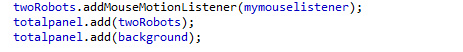 twoRobots.addMouseMotionListener(mymouselistener);
totalpanel.add(twoRobots);
totalpanel.add(background);